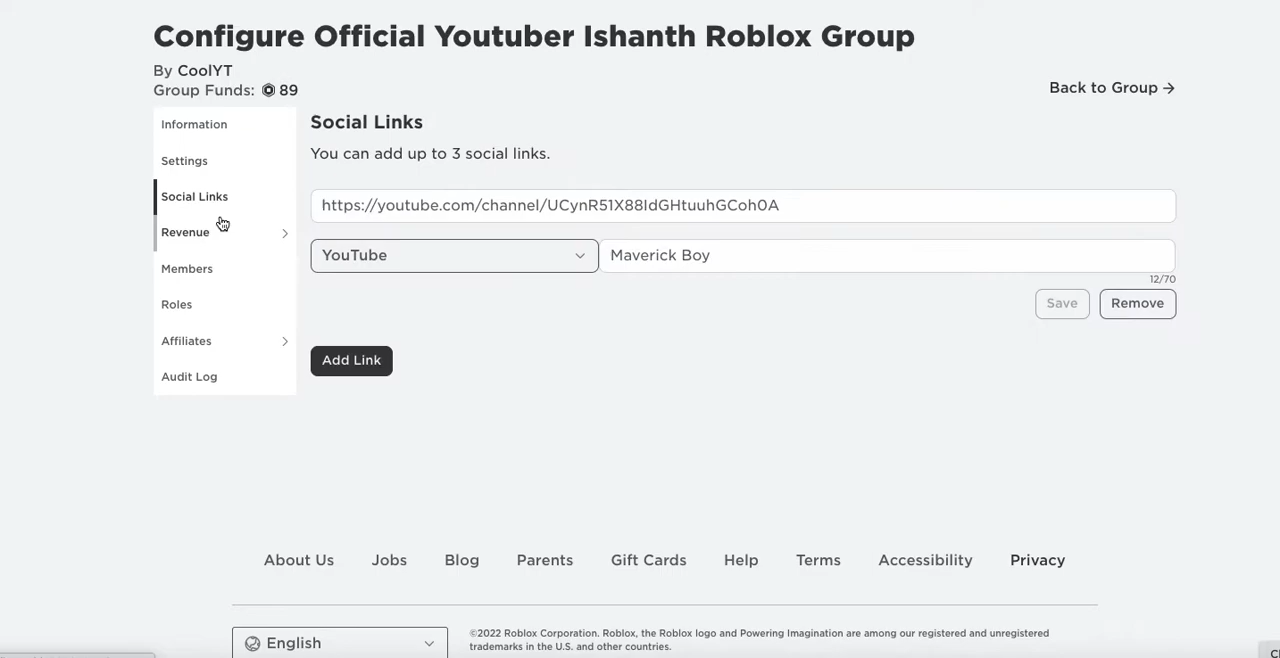 Configure Official Youtuber Ishanth Roblox Group
By CoolYT
Group Funds: 89
Back to Group →
Information
Settings
Social Links
Revenue
Members
Roles
Affiliates
Audit Log
Social Links
You can add up to 3 social links.
https://youtube.com/channel/UCynR51X88IdGHtuuhGCoh0A
YouTube
Maverick Boy
12/70
Save
Remove
Add Link
About Us
Jobs
Blog
Parents
Gift Cards
Help
Terms
Accessibility
Privacy
English
©2022 Roblox Corporation. Roblox, the Roblox logo and Powering Imagination are among our registered and unregistered
trademarks in the U.S. and other countries.